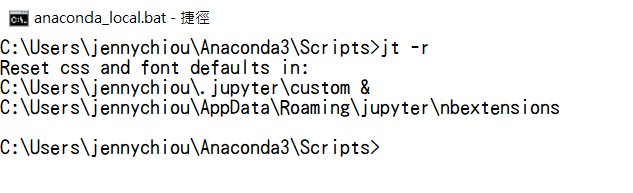 anaconda_local.bat - 捷徑
C:\Users\jennychiou\Anaconda3\Scripts>jt -r
Reset css and font defaults in:
C:\Users\jennychiou\.jupyter\custom &
C:\Users\jennychiou\AppData\Roaming\jupyter\nbextensions
C:\Users\jennychiou\Anaconda3\Scripts>